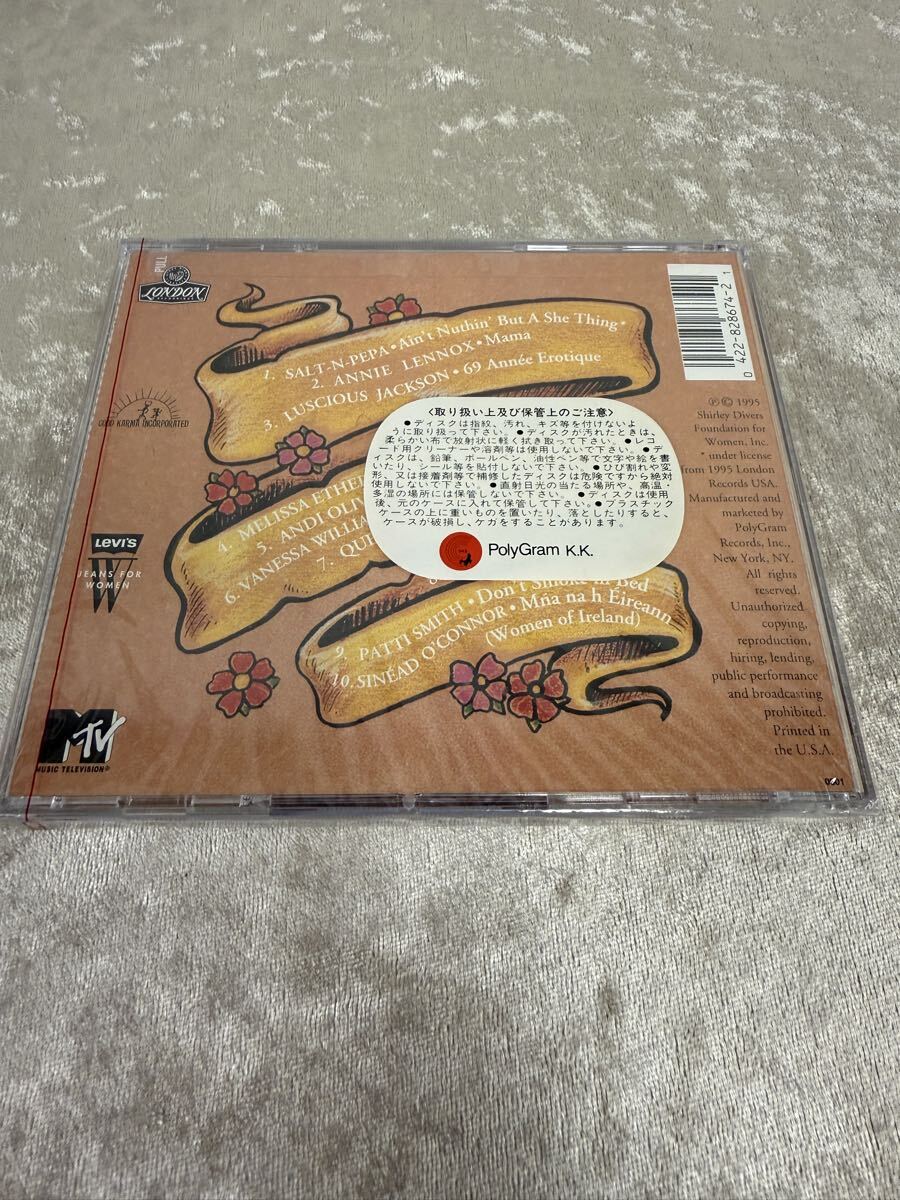 PULL
LONDON
1. SALT-N-PEPA • Ain't Nuthin' But A She Thing •
2. ANNIE LENNOX • Mama
3. LUSCIOUS JACKSON • 69 Année Erotique
4. MELISSA
5. ANDI
6. VANESSA
7.
9. PATTI SMITH • Don't Smoke in Bed
10. SINEAD O'CONNOR • Mña na h Éireann
(Women of Ireland)
GOOD KARMA INCORPORATED
LEVI'S
JEANS FOR
WOMEN
W
MTV
MUSIC TELEVISION®
〈取り扱い上及び保管上のご注意〉
●ディスクは指紋、汚れ、キズ等を付けないよ
うに取り扱って下さい。●ディスクが汚れたときは、
柔らかい布で放射状に軽く拭き取って下さい。●レコ
ード用クリーナーや溶剤等は使用しないで下さい。●デ
ィスクは、鉛筆、ボールペン、油性ペン等で文字や絵を書
いたり、シール等を貼付しないで下さい。●ひび割れや変
形、又は接着剤等で補修したディスクは危険ですから絶対
使用しないで下さい。●直射日光の当たる場所や、高温・
多湿の場所には保管しないで下さい。●ディスクは使用
後、元のケースに入れて保管して下さい。●プラスチック
ケースの上に重いものを置いたり、落としたりすると、
ケースが破損し、ケガをすることがあります。
PolyGram K.K.
0 422-828674-2 1
℗ © 1995
Shirley Divers
Foundation for
Women, Inc.
• under license
from 1995 London
Records USA.
Manufactured and
marketed by
PolyGram
Records, Inc.,
New York, NY.
All rights
reserved.
Unauthorized
copying,
reproduction,
hiring, lending,
public performance
and broadcasting
prohibited.
Printed in
the U.S.A.